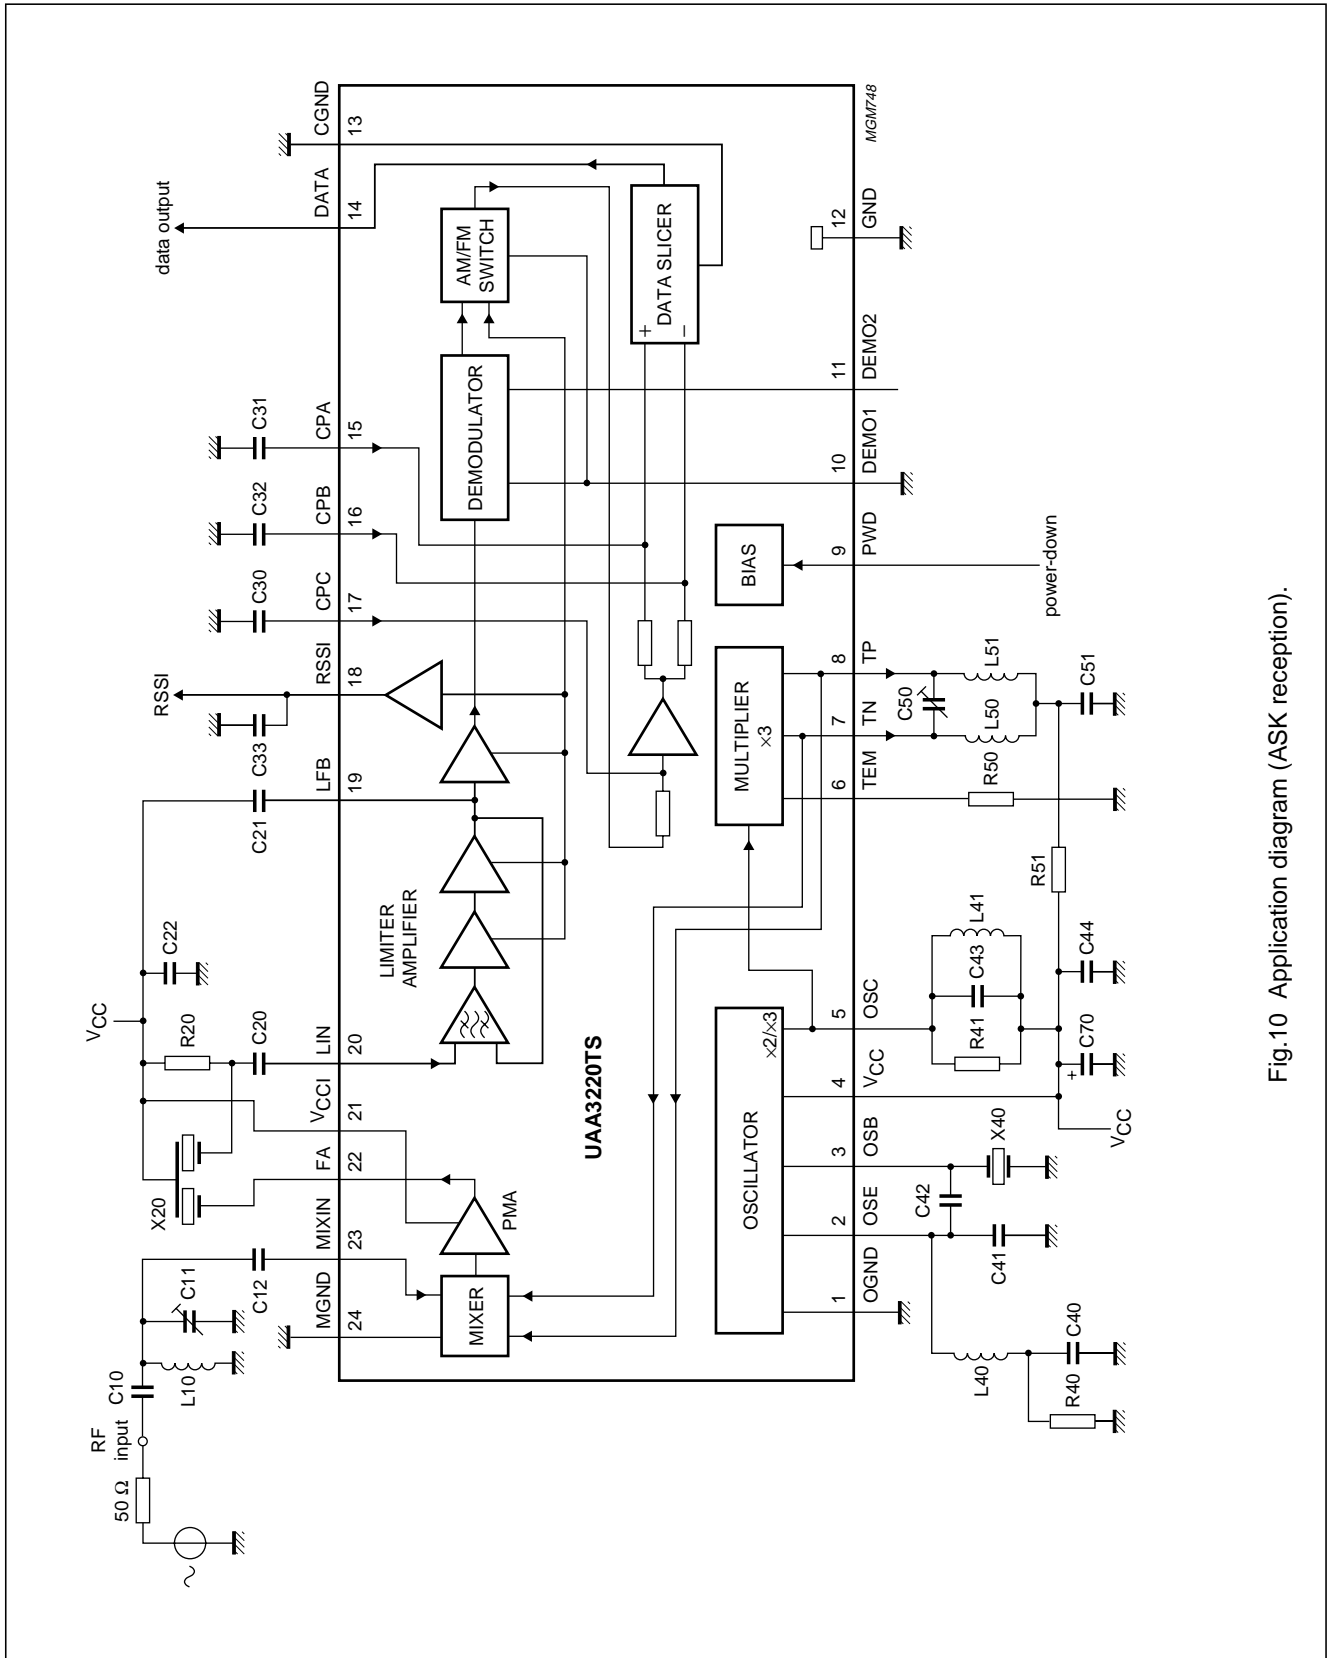 data output
RSSI
VCC
RF
input
50 Ω
C10
L10
C11
C12
X20
R20
C20
C22
C21
C33
C30
C32
C31
MGND
24
MIXIN
23
FA
22
VCCI
21
LIN
20
LFB
19
RSSI
18
CPC
17
CPB
16
CPA
15
DATA
14
CGND
13
MIXER
PMA
LIMITER
AMPLIFIER
DEMODULATOR
AM/FM
SWITCH
UAA3220TS
DATA SLICER
+
−
OSCILLATOR
×2/×3
MULTIPLIER
×3
BIAS
MGM748
1
OGND
2
OSE
3
OSB
4
VCC
5
OSC
6
TEM
7
TN
8
TP
9
PWD
10
DEMO1
11
DEMO2
12
GND
L40
R40
C40
C41
C42
X40
VCC
+
C70
R41
C43
L41
C44
R51
R50
C50
L50
L51
C51
power-down
Fig.10 Application diagram (ASK reception).